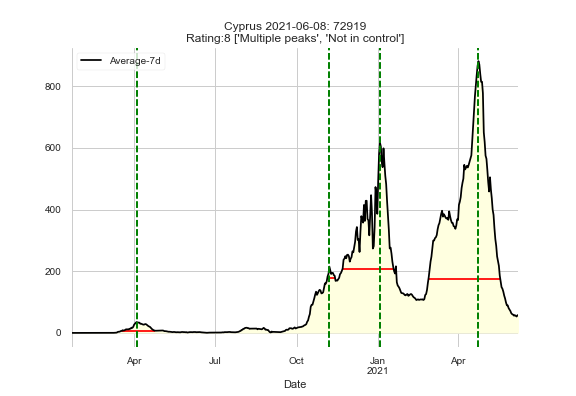 Cyprus 2021-06-08: 72919
Rating:8 ['Multiple peaks', 'Not in control']
Average-7d
800
600
400
200
0
Apr
Jul
Oct
Jan
2021
Apr
Date